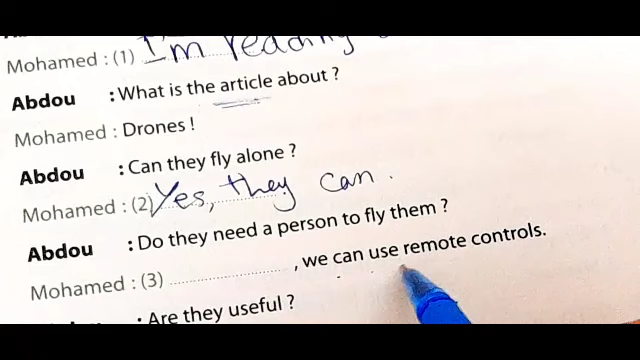 Mohamed : (1) I'm reading
Abdou : What is the article about ?
Mohamed : Drones !
Abdou : Can they fly alone ?
Mohamed : (2) Yes, they can.
Abdou : Do they need a person to fly them ?
Mohamed : (3) .................... , we can use remote controls.
: Are they useful ?